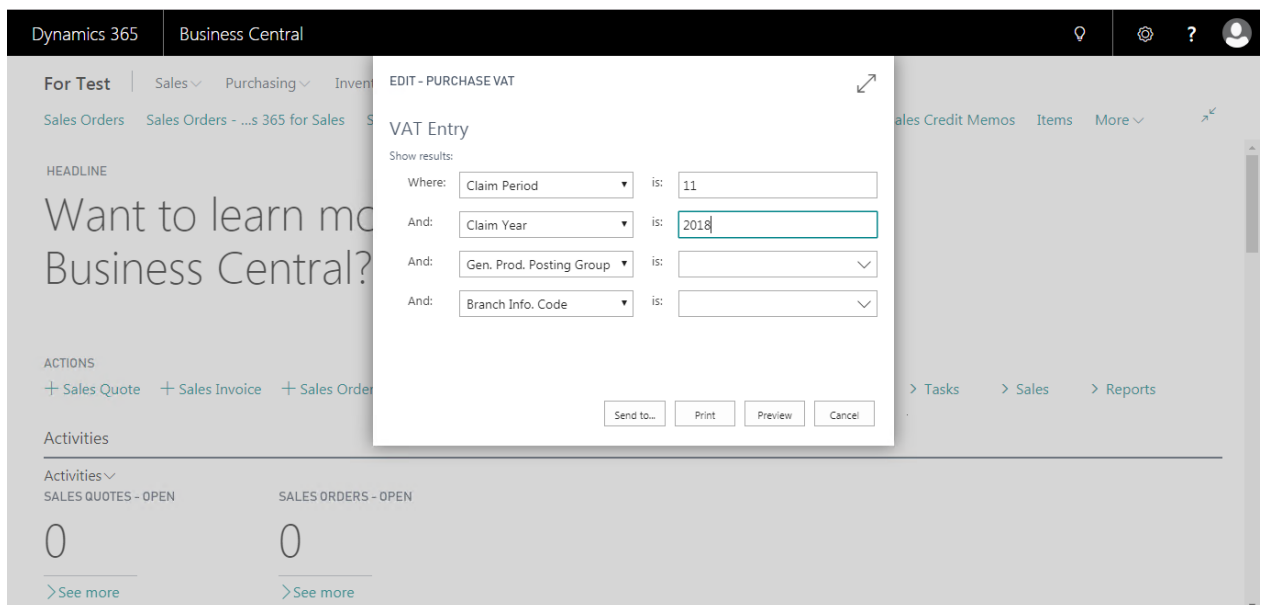 Dynamics 365 Business Central ?
For Test Sales Purchasing Invent
Sales Orders Sales Orders - ...s 365 for Sales S ales Credit Memos Items More
HEADLINE
Want to learn mo
Business Central?
EDIT - PURCHASE VAT
VAT Entry
Show results:
Where: Claim Period is: 11
And: Claim Year is: 2018
And: Gen. Prod. Posting Group is:
And: Branch Info. Code is:
Send to... Print Preview Cancel
ACTIONS
+ Sales Quote + Sales Invoice + Sales Order > Tasks > Sales > Reports
Activities
Activities
SALES QUOTES - OPEN SALES ORDERS - OPEN
0 0
>See more >See more